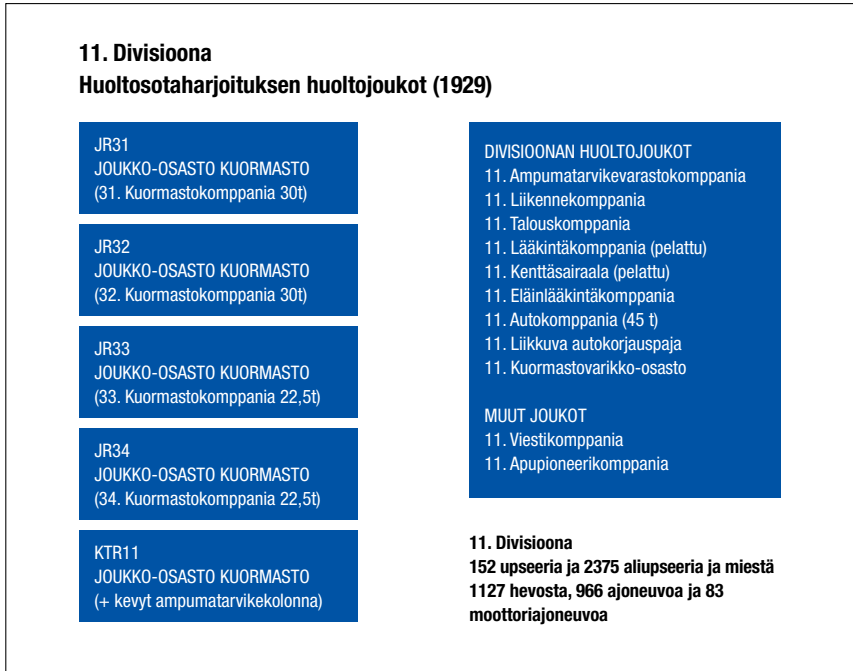 11. Divisioona
Huoltosotaharjoituksen huoltojoukot (1929)
JR31
JOUKKO-OSASTO KUORMASTO
(31. Kuormastokomppania 30t)
JR32
JOUKKO-OSASTO KUORMASTO
(32. Kuormastokomppania 30t)
JR33
JOUKKO-OSASTO KUORMASTO
(33. Kuormastokomppania 22,5t)
JR34
JOUKKO-OSASTO KUORMASTO
(34. Kuormastokomppania 22,5t)
KTR11
JOUKKO-OSASTO KUORMASTO
(+ kevyt ampumatarvikekolonna)
DIVISIOONAN HUOLTOJOUKOT
11. Ampumatarvikevarastokomppania
11. Liikennekomppania
11. Talouskomppania
11. Lääkintäkomppania (pelattu)
11. Kenttäsairaala (pelattu)
11. Eläinlääkintäkomppania
11. Autokomppania (45 t)
11. Liikkuva autokorjauspaja
11. Kuormastovarikko-osasto
MUUT JOUKOT
11. Viestikomppania
11. Apupioneerikomppania
11. Divisioona
152 upseeria ja 2375 aliupseeria ja miestä
1127 hevosta, 966 ajoneuvoa ja 83
moottoriajoneuvoa